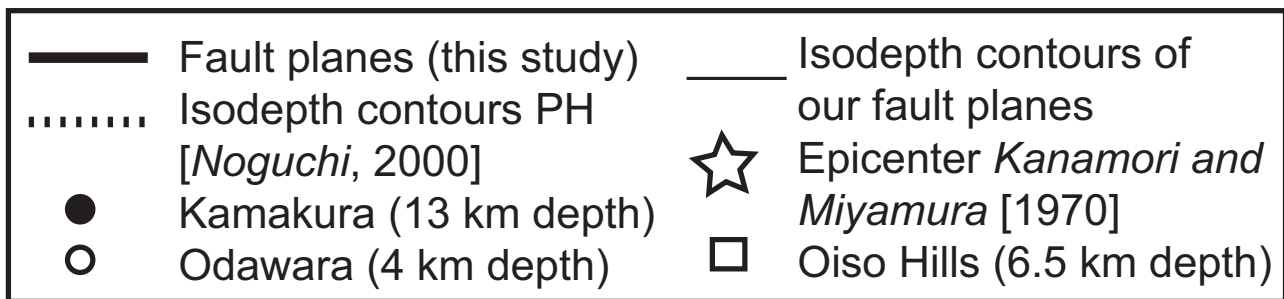 Fault planes (this study)
Isodepth contours PH
[Noguchi, 2000]
Kamakura (13 km depth)
Odawara (4 km depth)
Isodepth contours of
our fault planes
Epicenter Kanamori and
Miyamura [1970]
Oiso Hills (6.5 km depth)